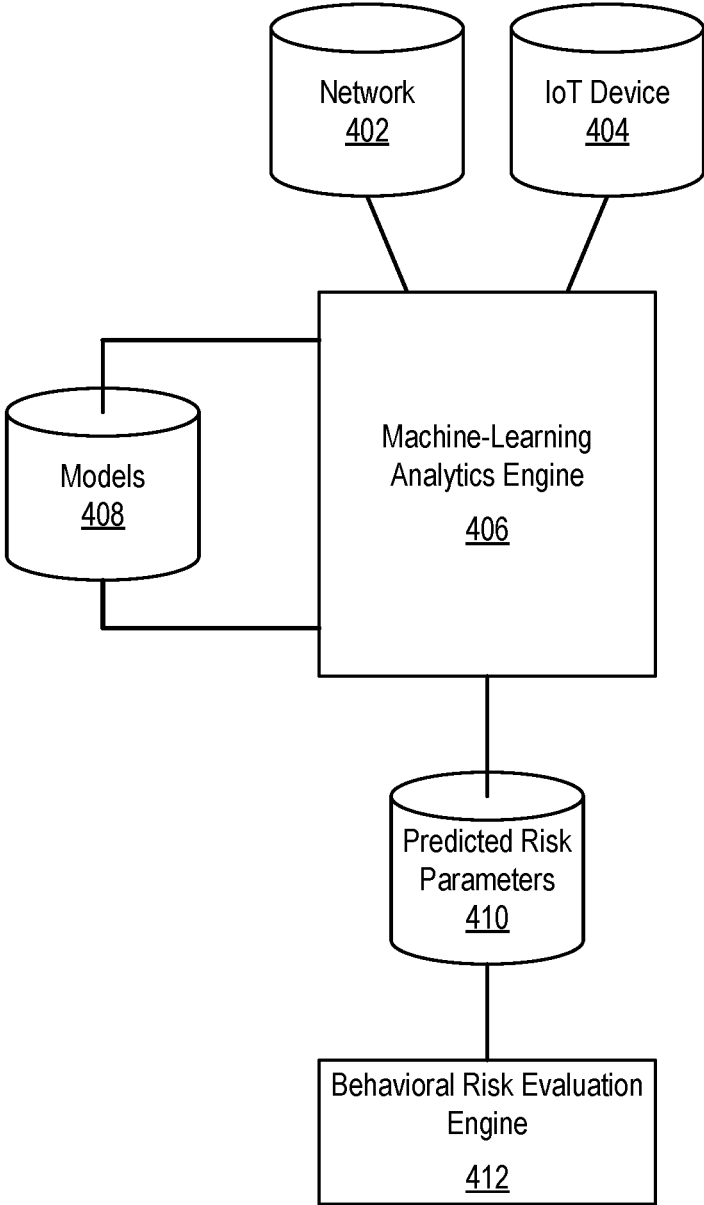 Network
402
IoT Device
404
Machine-Learning
Analytics Engine
406
Models
408
Predicted Risk
Parameters
410
Behavioral Risk Evaluation
Engine
412